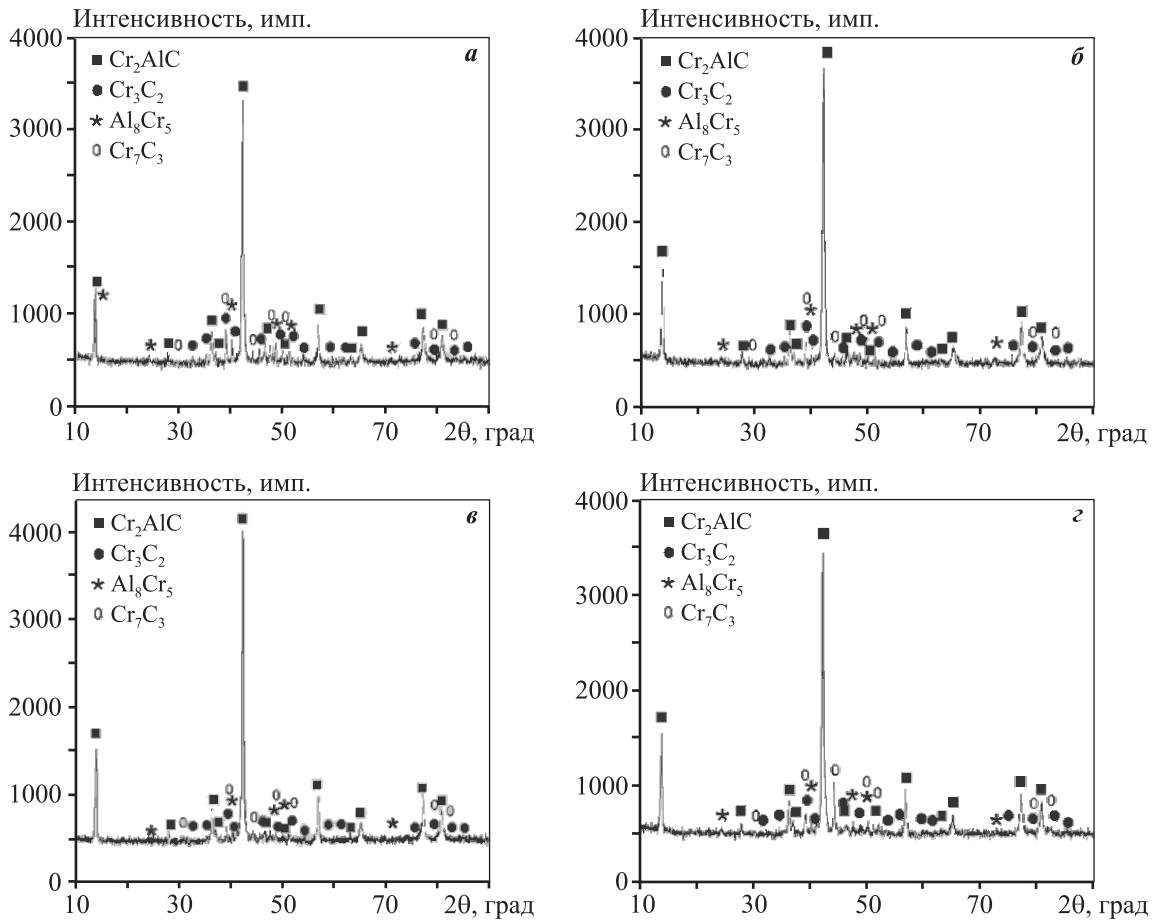 Интенсивность, имп.
а
4000
3000
2000
1000
0
■ Cr₂AlC
● Cr₃C₂
* Al₈Cr₅
0 Cr₇C₃
10 30 50 70 2θ, град
Интенсивность, имп.
б
4000
3000
2000
1000
0
■ Cr₂AlC
● Cr₃C₂
* Al₈Cr₅
0 Cr₇C₃
10 30 50 70 2θ, град
Интенсивность, имп.
в
4000
3000
2000
1000
0
■ Cr₂AlC
● Cr₃C₂
* Al₈Cr₅
0 Cr₇C₃
10 30 50 70 2θ, град
Интенсивность, имп.
г
4000
3000
2000
1000
0
■ Cr₂AlC
● Cr₃C₂
* Al₈Cr₅
0 Cr₇C₃
10 30 50 70 2θ, град